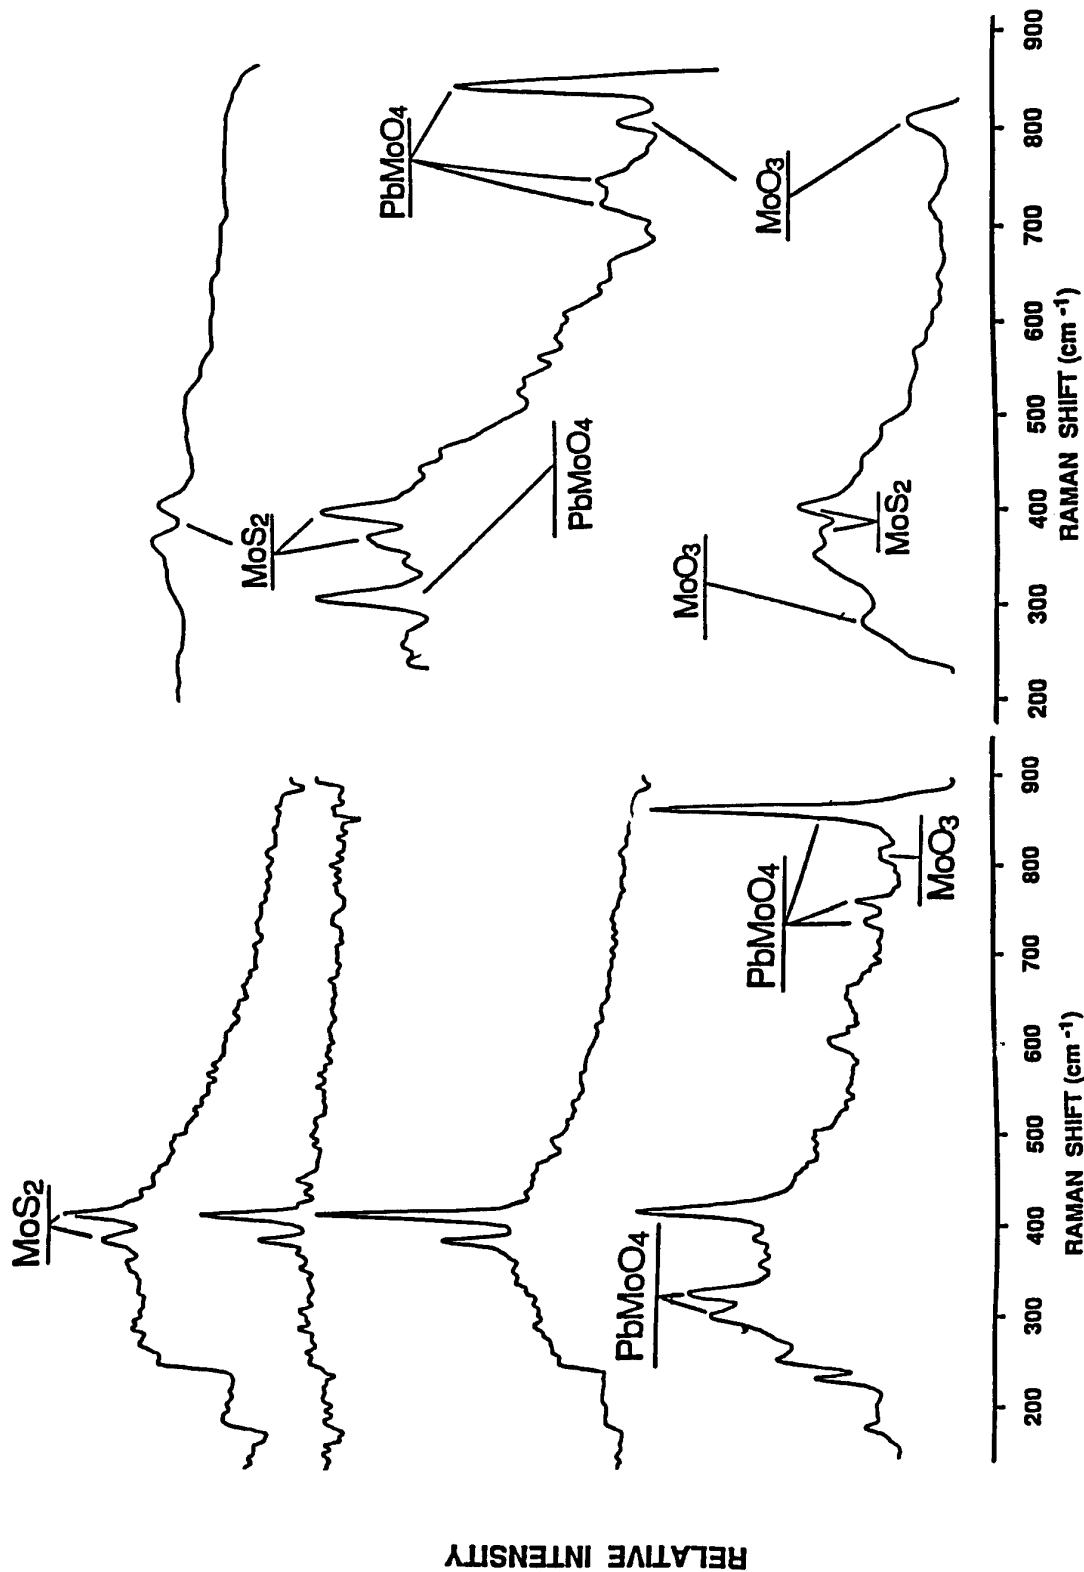 RELATIVE INTENSITY
MoS2
PbMoO4
PbMoO4
MoO3
200 300 400 500 600 700 800 900
RAMAN SHIFT (cm-1)
MoS2
PbMoO4
PbMoO4
MoO3
MoO3
MoS2
200 300 400 500 600 700 800 900
RAMAN SHIFT (cm-1)